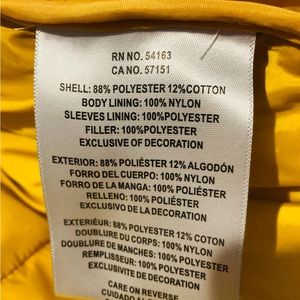 RN NO. 54163
CA NO. 57151
SHELL: 88% POLYESTER 12%COTTON
BODY LINING: 100% NYLON
SLEEVES LINING: 100% POLYESTER
FILLER: 100% POLYESTER
EXCLUSIVE OF DECORATION
EXTERIOR: 88% POLIÉSTER 12% ALGODÓN
FORRO DEL CUERPO: 100% NYLON
FORRO DE LA MANGA: 100% POLIÉSTER
RELLENO: 100% POLIÉSTER
EXCLUSIVO DE LA DECORATION
EXTÉRIEUR: 88% POLYESTER 12% COTON
DOUBLURE DU CORPS: 100% NYLON
DOUBLURE DE MANCHES: 100% POLYESTER
REMPLISSEUR: 100% POLYESTER
EXCLUSIVITE DE DECORATION
CARE ON REVERSE
CUIDADO AL